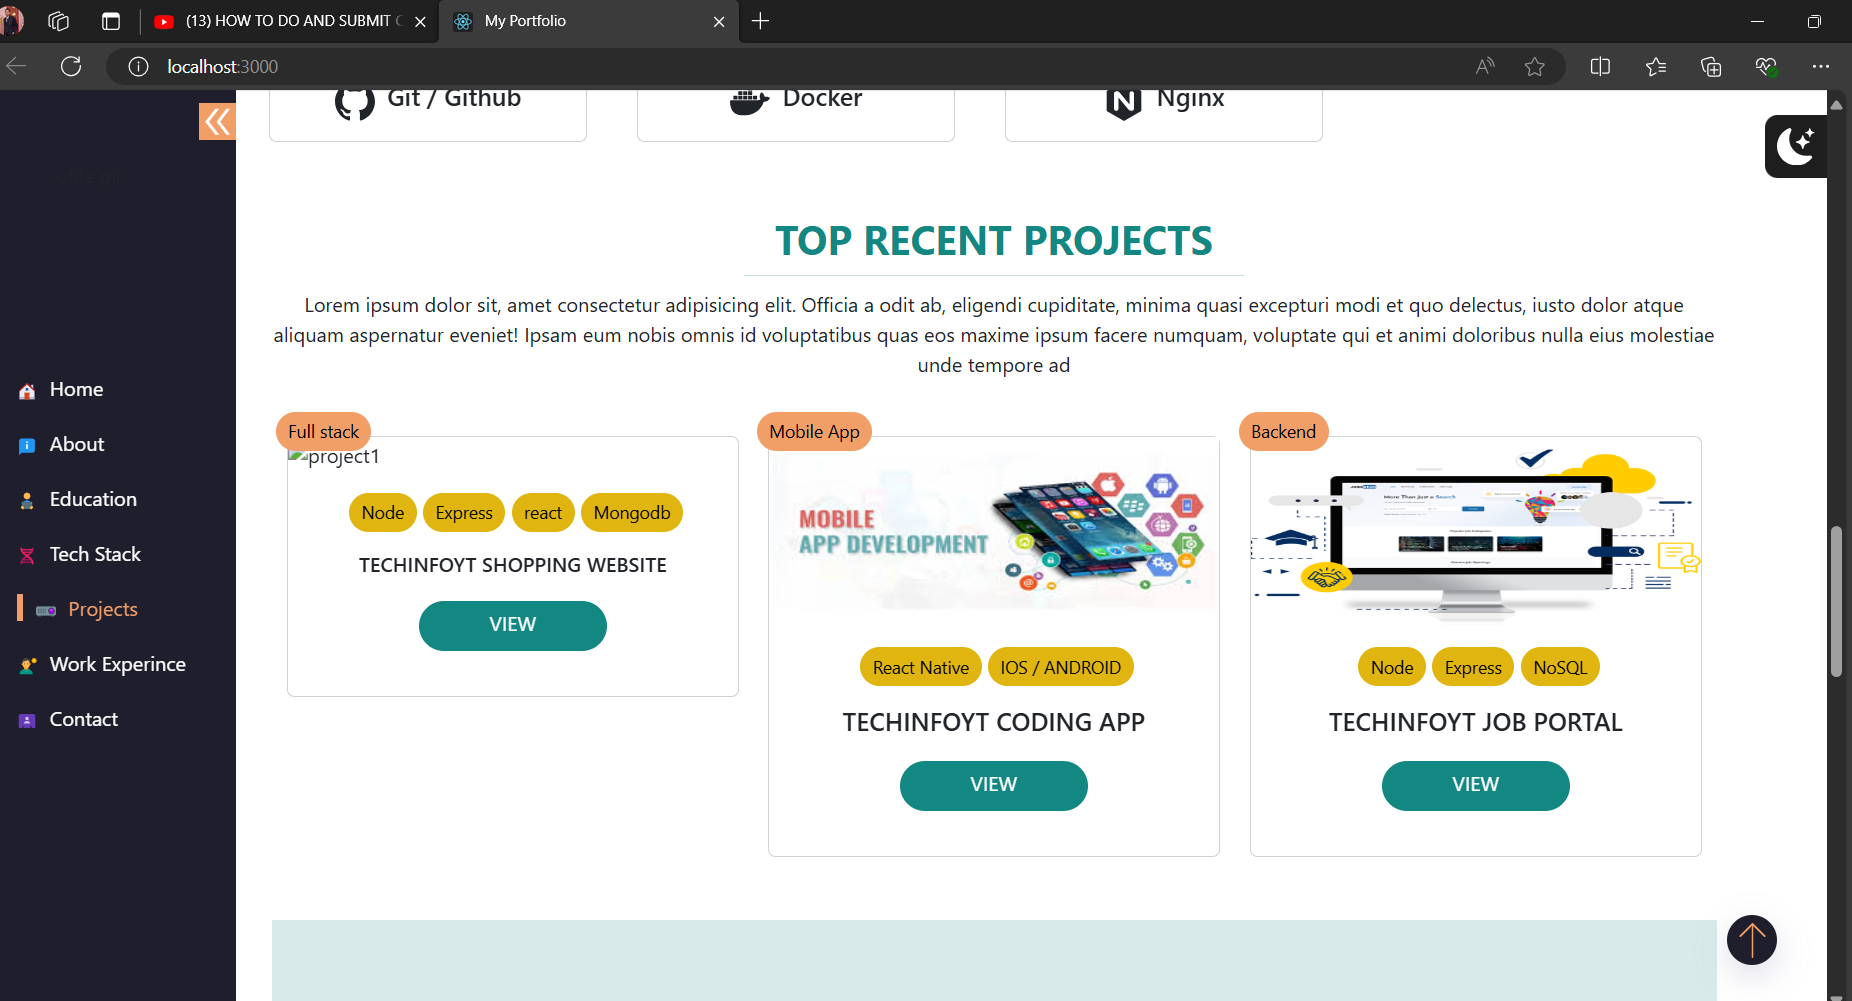 (13) HOW TO DO AND SUBMIT
My Portfolio
localhost:3000
Git / Github
Docker
Nginx
TOP RECENT PROJECTS
Lorem ipsum dolor sit, amet consectetur adipisicing elit. Officia a odit ab, eligendi cupiditate, minima quasi excepturi modi et quo delectus, iusto dolor atque
aliquam aspernatur eveniet! Ipsam eum nobis omnis id voluptatibus quas eos maxime ipsum facere numquam, voluptate qui et animi doloribus nulla eius molestiae
unde tempore ad
Home
About
Education
Tech Stack
Projects
Work Experince
Contact
Full stack
project1
Node
Express
react
Mongodb
TECHINFOYT SHOPPING WEBSITE
VIEW
Mobile App
MOBILE
APP DEVELOPMENT
React Native
IOS / ANDROID
TECHINFOYT CODING APP
VIEW
Backend
More Than Just a Search
Node
Express
NoSQL
TECHINFOYT JOB PORTAL
VIEW